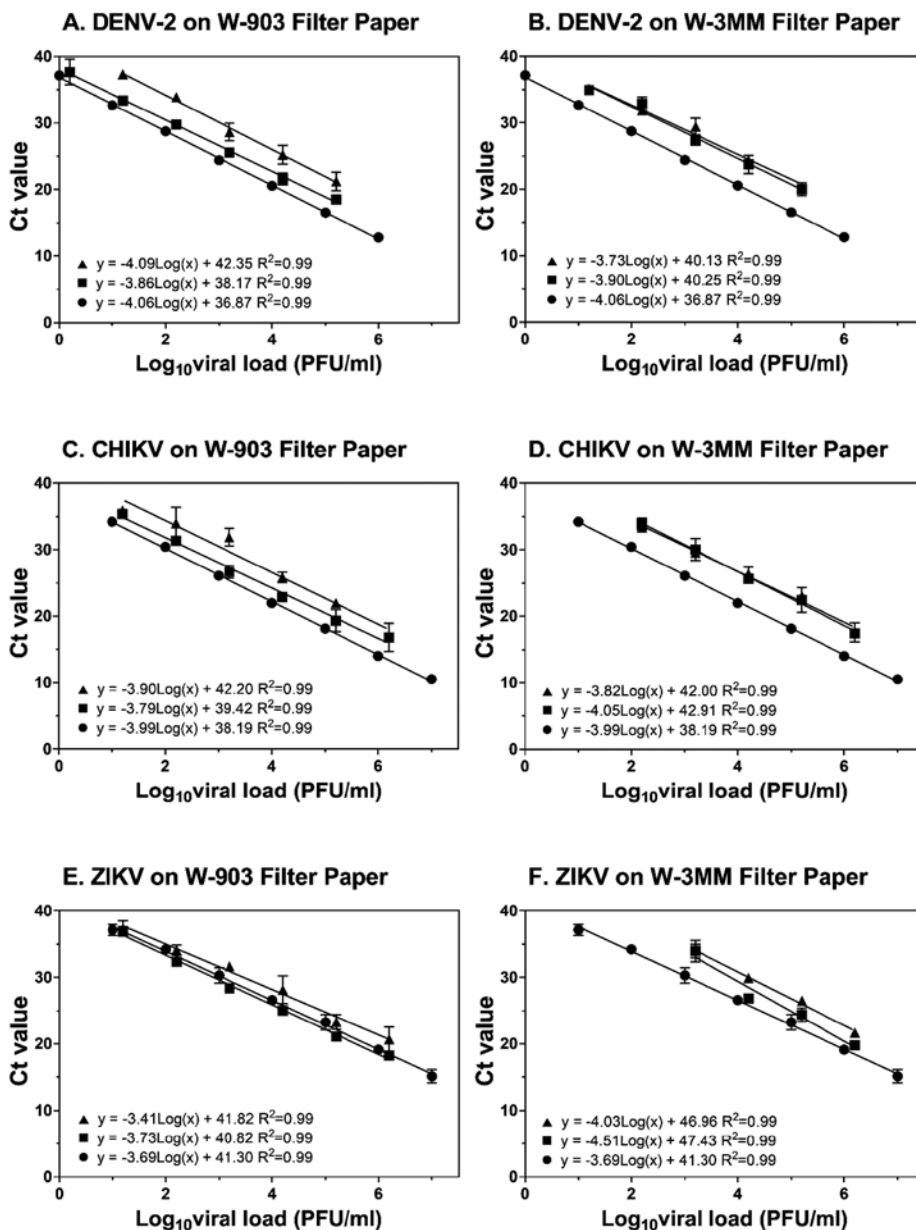 A. DENV-2 on W-903 Filter Paper
40
30
20
10
0
Ct value
▲ y = -4.09Log(x) + 42.35 R²=0.99
■ y = -3.86Log(x) + 38.17 R²=0.99
● y = -4.06Log(x) + 36.87 R²=0.99
0 2 4 6
Log₁₀viral load (PFU/ml)
B. DENV-2 on W-3MM Filter Paper
40
30
20
10
0
Ct value
▲ y = -3.73Log(x) + 40.13 R²=0.99
■ y = -3.90Log(x) + 40.25 R²=0.99
● y = -4.06Log(x) + 36.87 R²=0.99
0 2 4 6
Log₁₀viral load (PFU/ml)
C. CHIKV on W-903 Filter Paper
40
30
20
10
0
Ct value
▲ y = -3.90Log(x) + 42.20 R²=0.99
■ y = -3.79Log(x) + 39.42 R²=0.99
● y = -3.99Log(x) + 38.19 R²=0.99
0 2 4 6
Log₁₀viral load (PFU/ml)
D. CHIKV on W-3MM Filter Paper
40
30
20
10
0
Ct value
▲ y = -3.82Log(x) + 42.00 R²=0.99
■ y = -4.05Log(x) + 42.91 R²=0.99
● y = -3.99Log(x) + 38.19 R²=0.99
0 2 4 6
Log₁₀viral load (PFU/ml)
E. ZIKV on W-903 Filter Paper
40
30
20
10
0
Ct value
▲ y = -3.41Log(x) + 41.82 R²=0.99
■ y = -3.73Log(x) + 40.82 R²=0.99
● y = -3.69Log(x) + 41.30 R²=0.99
0 2 4 6
Log₁₀viral load (PFU/ml)
F. ZIKV on W-3MM Filter Paper
40
30
20
10
0
Ct value
▲ y = -4.03Log(x) + 46.96 R²=0.99
■ y = -4.51Log(x) + 47.43 R²=0.99
● y = -3.69Log(x) + 41.30 R²=0.99
0 2 4 6
Log₁₀viral load (PFU/ml)